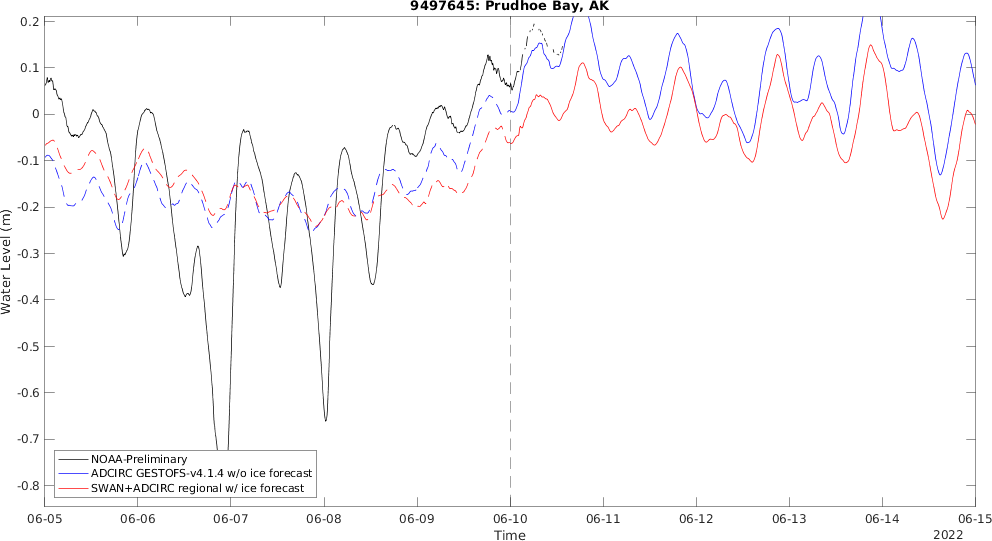 9497645: Prudhoe Bay, AK
0.2
0.1
0
-0.1
-0.2
-0.3
-0.4
-0.5
-0.6
-0.7
-0.8
Water Level (m)
NOAA-Preliminary
ADCIRC GESTOFS-v4.1.4 w/o ice forecast
SWAN+ADCIRC regional w/ ice forecast
06-05 06-06 06-07 06-08 06-09 06-10 06-11 06-12 06-13 06-14 06-15
Time
2022